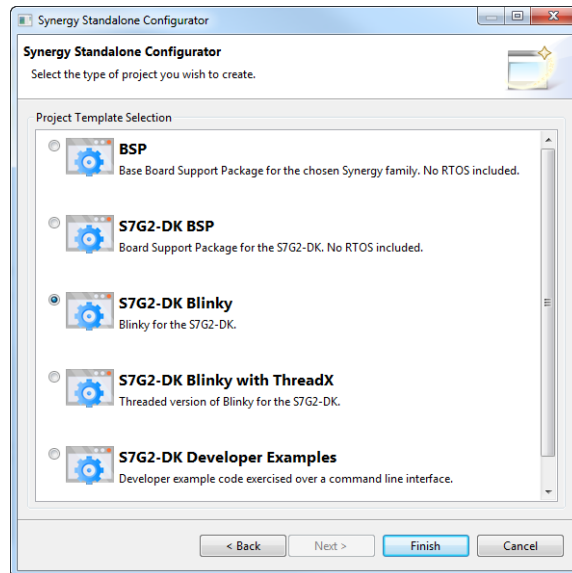 Synergy Standalone Configurator
Synergy Standalone Configurator
Select the type of project you wish to create.
Project Template Selection
BSP
Base Board Support Package for the chosen Synergy family. No RTOS included.
S7G2-DK BSP
Board Support Package for the S7G2-DK. No RTOS included.
S7G2-DK Blinky
Blinky for the S7G2-DK.
S7G2-DK Blinky with ThreadX
Threaded version of Blinky for the S7G2-DK.
S7G2-DK Developer Examples
Developer example code exercised over a command line interface.
< Back Next > Finish Cancel